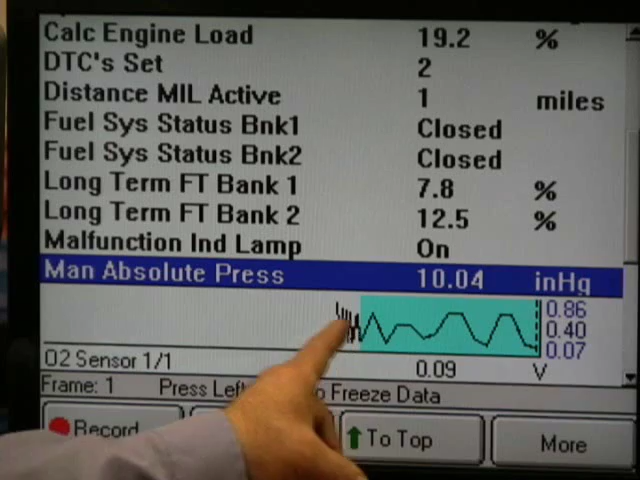 Calc Engine Load 19.2 %
DTC's Set 2
Distance MIL Active 1 miles
Fuel Sys Status Bnk1 Closed
Fuel Sys Status Bnk2 Closed
Long Term FT Bank 1 7.8 %
Long Term FT Bank 2 12.5 %
Malfunction Ind Lamp On
Man Absolute Press 10.04 inHg
0.86
0.40
0.07
O2 Sensor 1/1 0.09 V
Frame: 1 Press Left o Freeze Data
Record To Top More